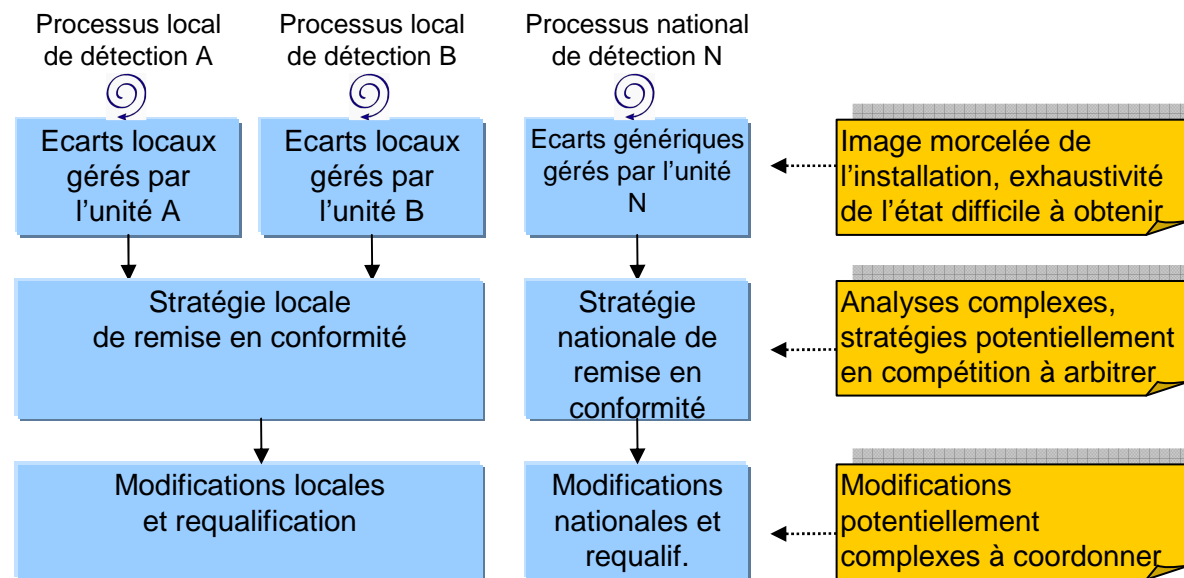 Processus local
de détection A
Processus local
de détection B
Processus national
de détection N
Ecarts locaux
gérés par
l'unité A
Ecarts locaux
gérés par
l'unité B
Ecarts génériques
gérés par l'unité
N
Image morcelée de
l'installation, exhaustivité
de l'état difficile à obtenir
Stratégie locale
de remise en conformité
Stratégie
nationale de
remise en
conformité
Analyses complexes,
stratégies potentiellement
en compétition à arbitrer
Modifications locales
et requalification
Modifications
nationales et
requalif.
Modifications
potentiellement
complexes à coordonner